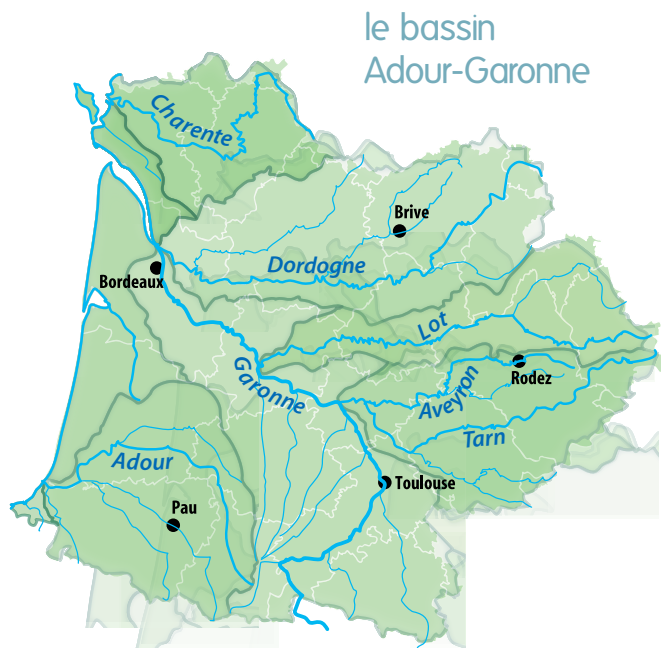 le bassin
Adour-Garonne
Charente
Brive
Dordogne
Bordeaux
Lot
Garonne
Aveyron
Rodez
Tarn
Adour
Toulouse
Pau